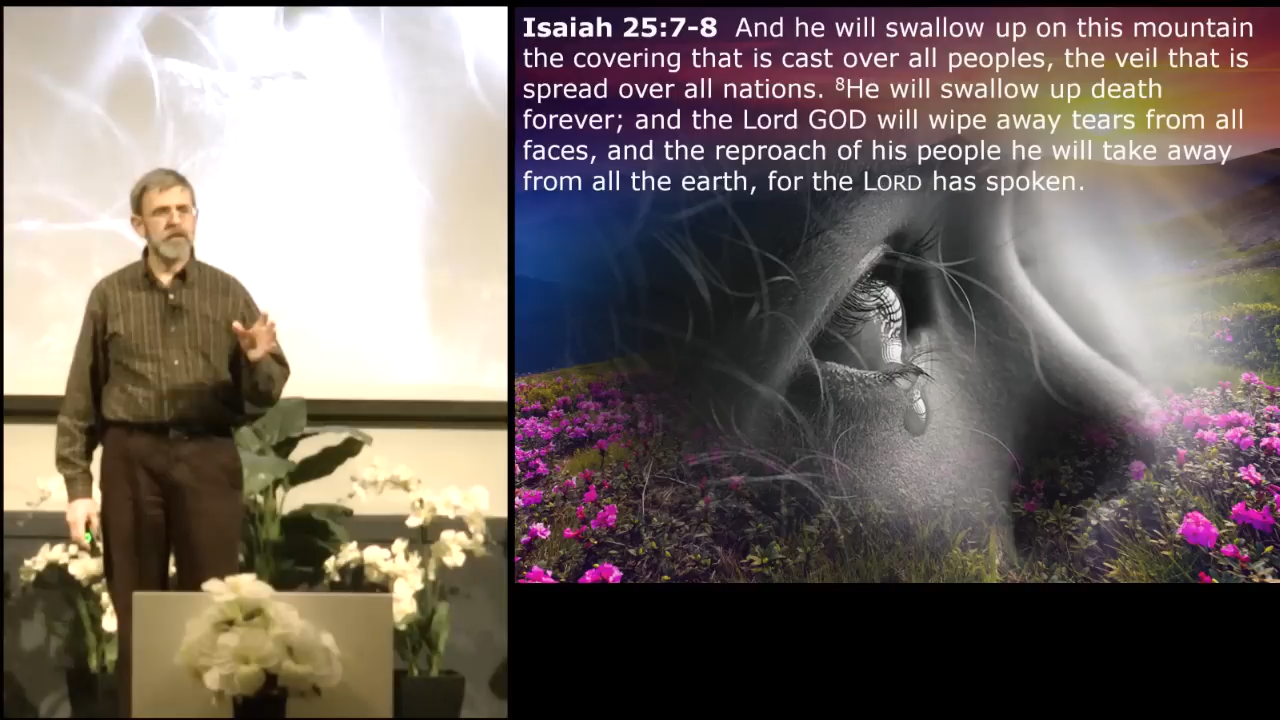 Isaiah 25:7-8 And he will swallow up on this mountain
the covering that is cast over all peoples, the veil that is
spread over all nations. ⁸He will swallow up death
forever; and the Lord GOD will wipe away tears from all
faces, and the reproach of his people he will take away
from all the earth, for the LORD has spoken.